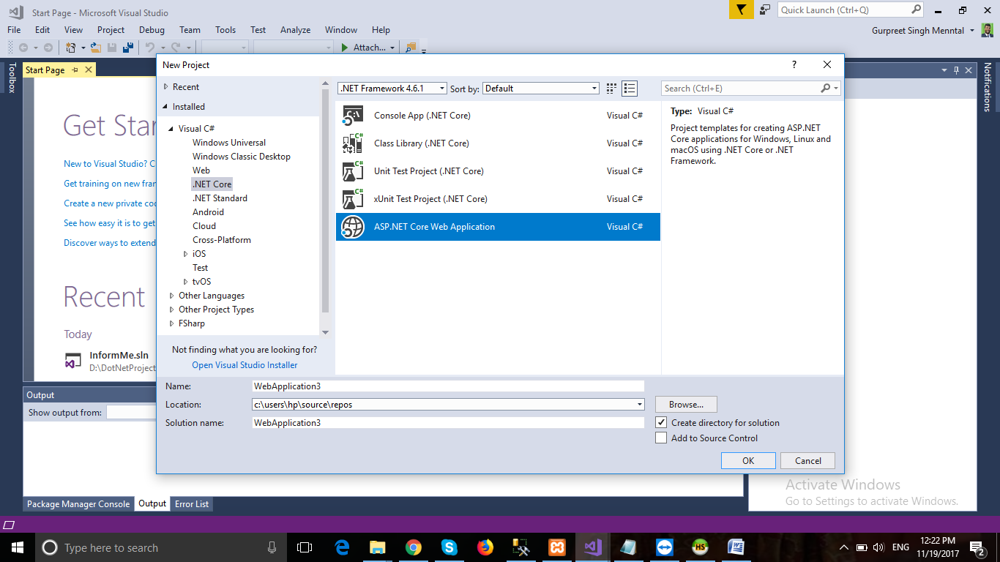 Start Page - Microsoft Visual Studio
Quick Launch (Ctrl+Q)
File Edit View Project Debug Team Tools Test Analyze Window Help
Gurpreet Singh Menntal
Attach...
Toolbox
Start Page
Notifications
Get Star
New to Visual Studio? C
Get training on new fran
Create a new private coc
See how easy it is to get
Discover ways to extend
Recent
Today
InformMe.sln
D:\DotNetProject
New Project
?
Recent
Installed
Visual C#
Windows Universal
Windows Classic Desktop
Web
.NET Core
.NET Standard
Android
Cloud
Cross-Platform
iOS
Test
tvOS
Other Languages
Other Project Types
FSharp
Not finding what you are looking for?
Open Visual Studio Installer
.NET Framework 4.6.1 Sort by: Default
Search (Ctrl+E)
Console App (.NET Core) Visual C#
Class Library (.NET Core) Visual C#
Unit Test Project (.NET Core) Visual C#
xUnit Test Project (.NET Core) Visual C#
ASP.NET Core Web Application Visual C#
Type: Visual C#
Project templates for creating ASP.NET
Core applications for Windows, Linux and
macOS using .NET Core or .NET
Framework.
Name: WebApplication3
Location: c:\users\hp\source\repos
Browse...
Solution name: WebApplication3
Create directory for solution
Add to Source Control
OK Cancel
Output
Show output from:
Package Manager Console Output Error List
Activate Windows
Go to Settings to activate Windows.
Type here to search
HS
ENG
12:22 PM
11/19/2017
2